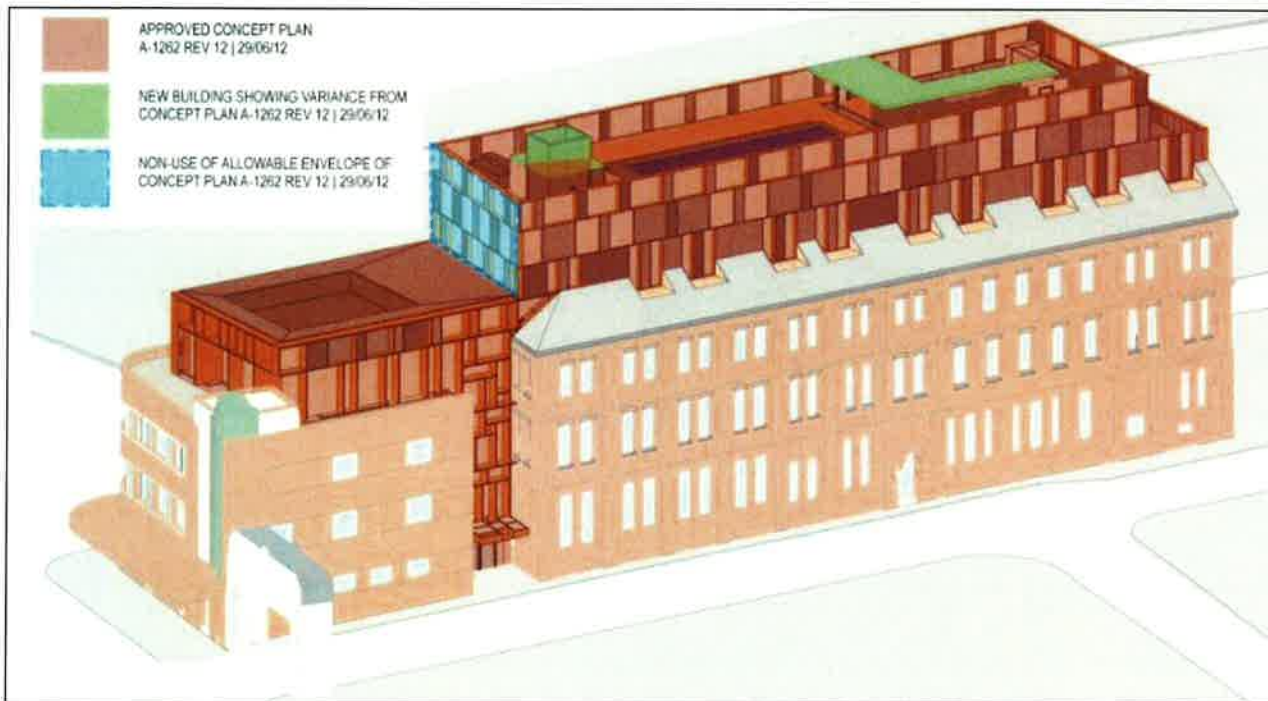 APPROVED CONCEPT PLAN
A-1262 REV 12 | 29/06/12
NEW BUILDING SHOWING VARIANCE FROM
CONCEPT PLAN A-1262 REV 12 | 29/06/12
NON-USE OF ALLOWABLE ENVELOPE OF
CONCEPT PLAN A-1262 REV 12 | 29/06/12